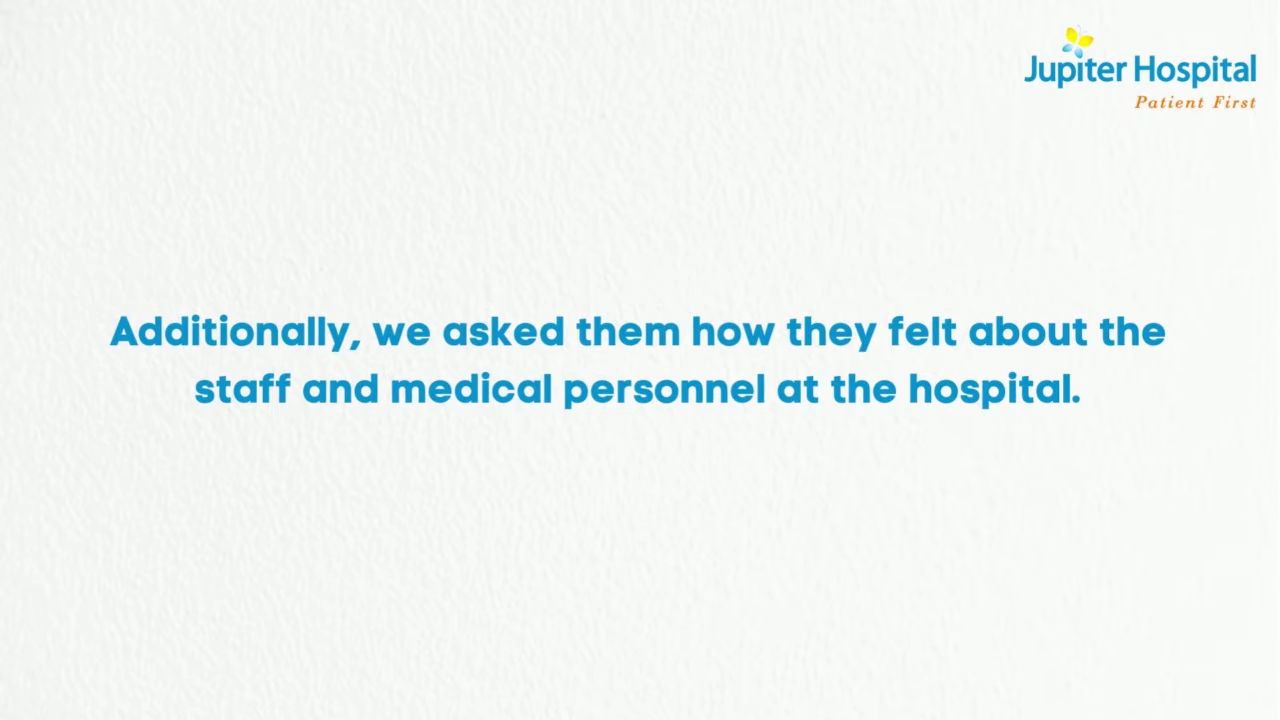 Jupiter Hospital
Patient First
Additionally, we asked them how they felt about the
staff and medical personnel at the hospital.